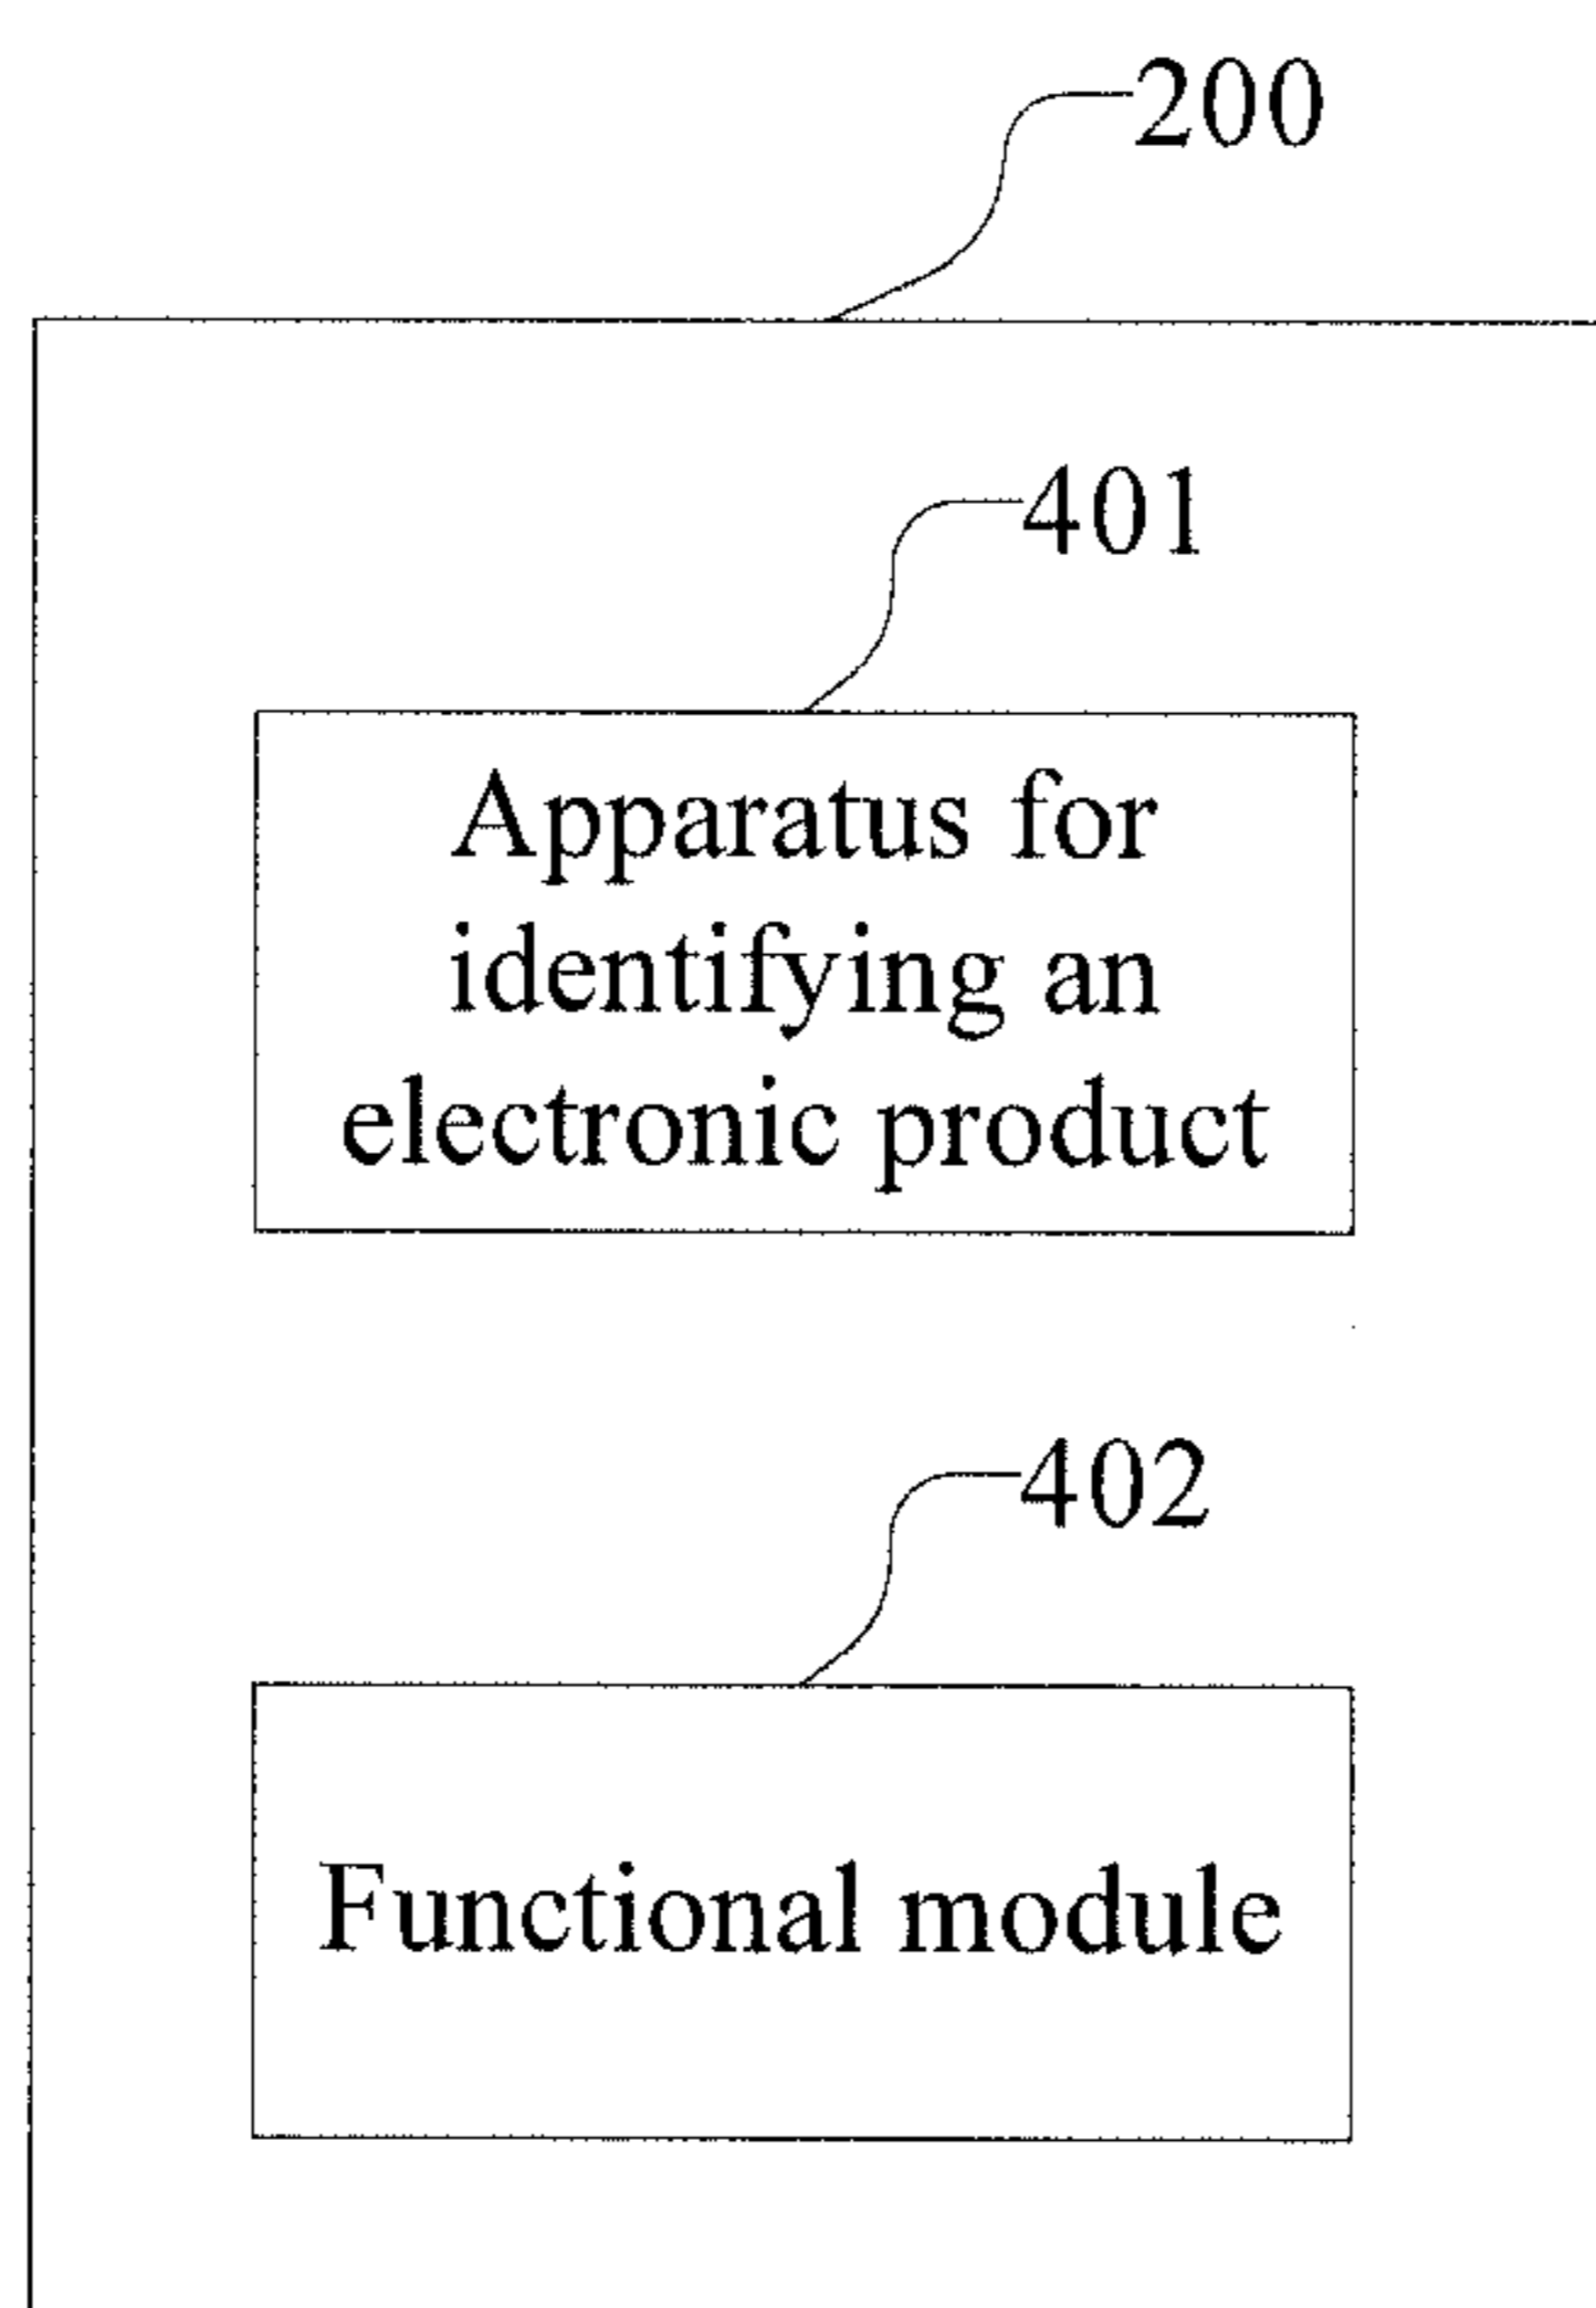 200
401
Apparatus for
identifying an
electronic product
402
Functional module